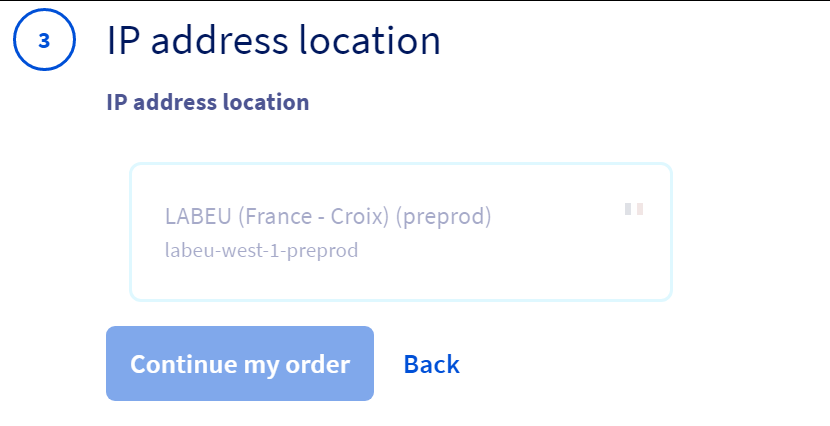 3
IP address location
IP address location
LABEU (France - Croix) (preprod)
labeu-west-1-preprod
Continue my order
Back